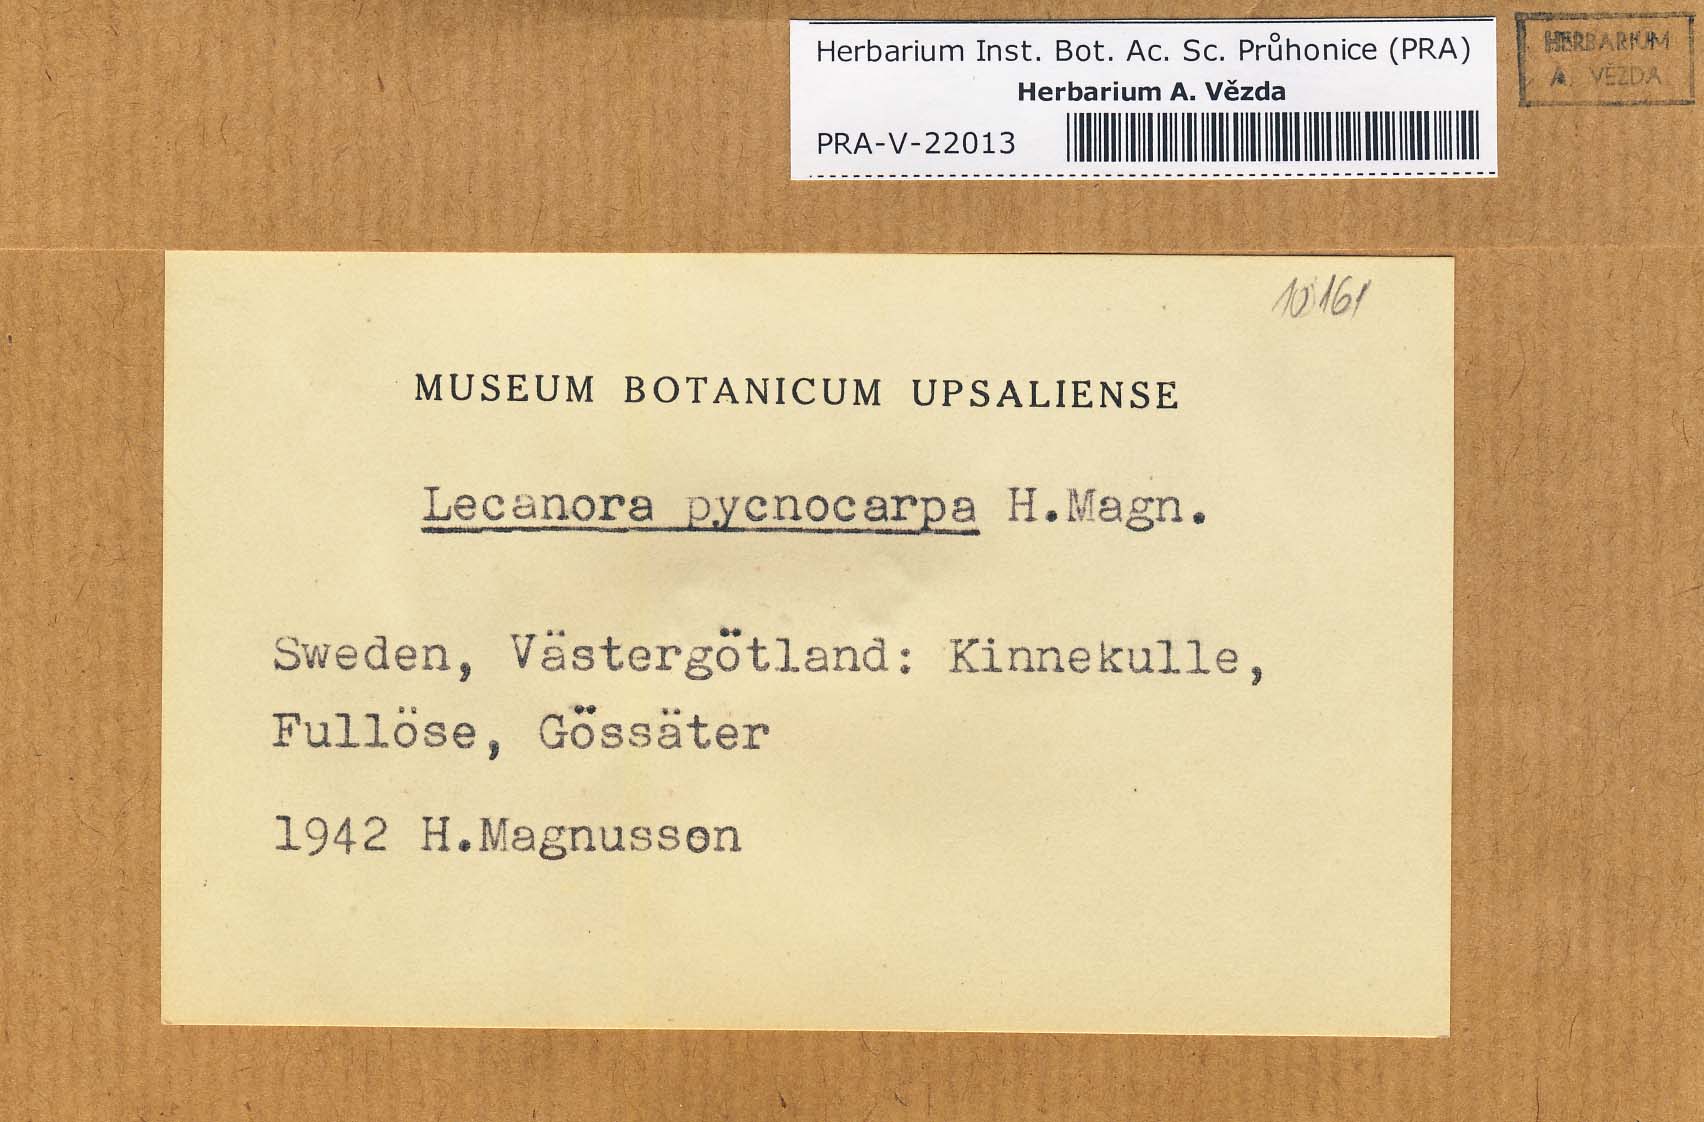 Herbarium Inst. Bot. Ac. Sc. Průhonice (PRA)
Herbarium A. Vězda
PRA-V-22013
HERBARIUM
A. VĚZDA
10161
MUSEUM BOTANICUM UPSALIENSE
Lecanora pycnocarpa H.Magn.
Sweden, Västergötland: Kinnekulle,
Fullöse, Gössäter
1942 H.Magnusson